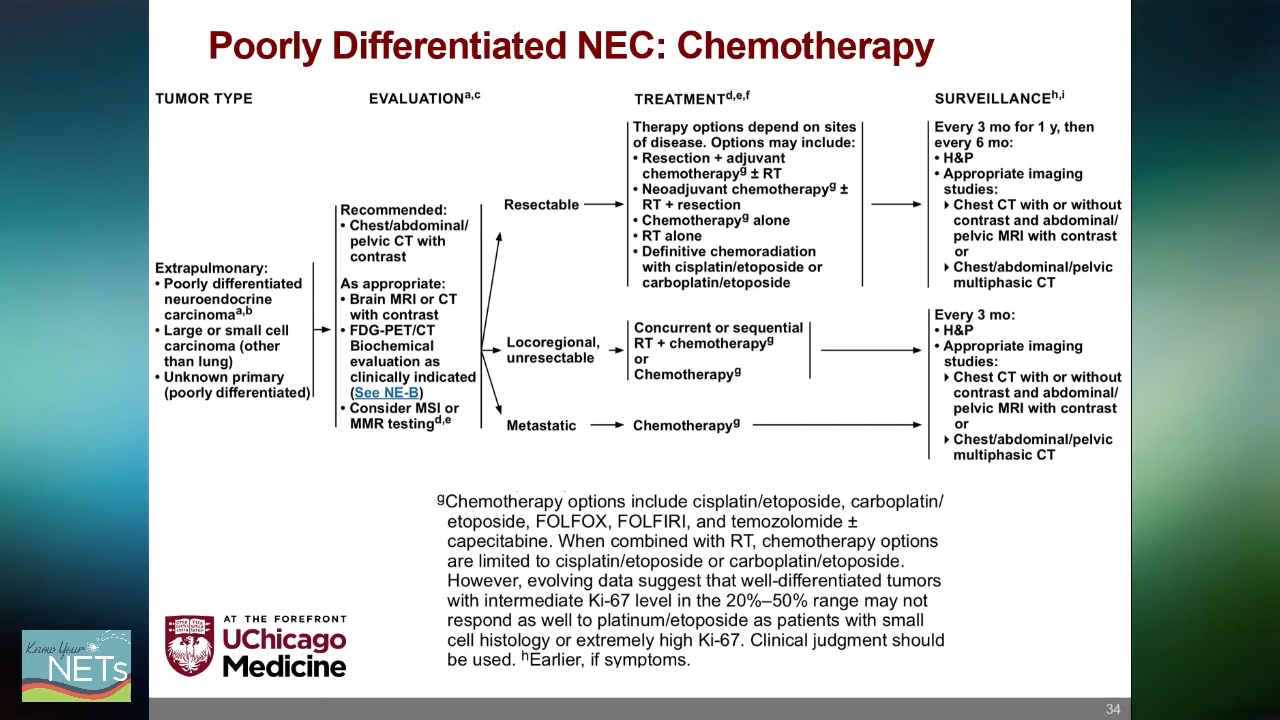 Poorly Differentiated NEC: Chemotherapy
TUMOR TYPE
EVALUATIONa,c
TREATMENTd,e,f
SURVEILLANCEh,i
Extrapulmonary:
• Poorly differentiated
neuroendocrine
carcinomaa,b
• Large or small cell
carcinoma (other
than lung)
• Unknown primary
(poorly differentiated)
Recommended:
• Chest/abdominal/
pelvic CT with
contrast
As appropriate:
• Brain MRI or CT
with contrast
• FDG-PET/CT
Biochemical
evaluation as
clinically indicated
(See NE-B)
• Consider MSI or
MMR testingd,e
Resectable
Therapy options depend on sites
of disease. Options may include:
• Resection + adjuvant
chemotherapyg ± RT
• Neoadjuvant chemotherapyg ±
RT + resection
• Chemotherapyg alone
• RT alone
• Definitive chemoradiation
with cisplatin/etoposide or
carboplatin/etoposide
Every 3 mo for 1 y, then
every 6 mo:
• H&P
• Appropriate imaging
studies:
Chest CT with or without
contrast and abdominal/
pelvic MRI with contrast
or
Chest/abdominal/pelvic
multiphasic CT
Locoregional,
unresectable
Concurrent or sequential
RT + chemotherapyg
or
Chemotherapyg
Metastatic
Chemotherapyg
Every 3 mo:
• H&P
• Appropriate imaging
studies:
Chest CT with or without
contrast and abdominal/
pelvic MRI with contrast
or
Chest/abdominal/pelvic
multiphasic CT
gChemotherapy options include cisplatin/etoposide, carboplatin/
etoposide, FOLFOX, FOLFIRI, and temozolomide ±
capecitabine. When combined with RT, chemotherapy options
are limited to cisplatin/etoposide or carboplatin/etoposide.
However, evolving data suggest that well-differentiated tumors
with intermediate Ki-67 level in the 20%–50% range may not
respond as well to platinum/etoposide as patients with small
cell histology or extremely high Ki-67. Clinical judgment should
be used. hEarlier, if symptoms.
AT THE FOREFRONT
UChicago
Medicine
Know Your
NETs
34